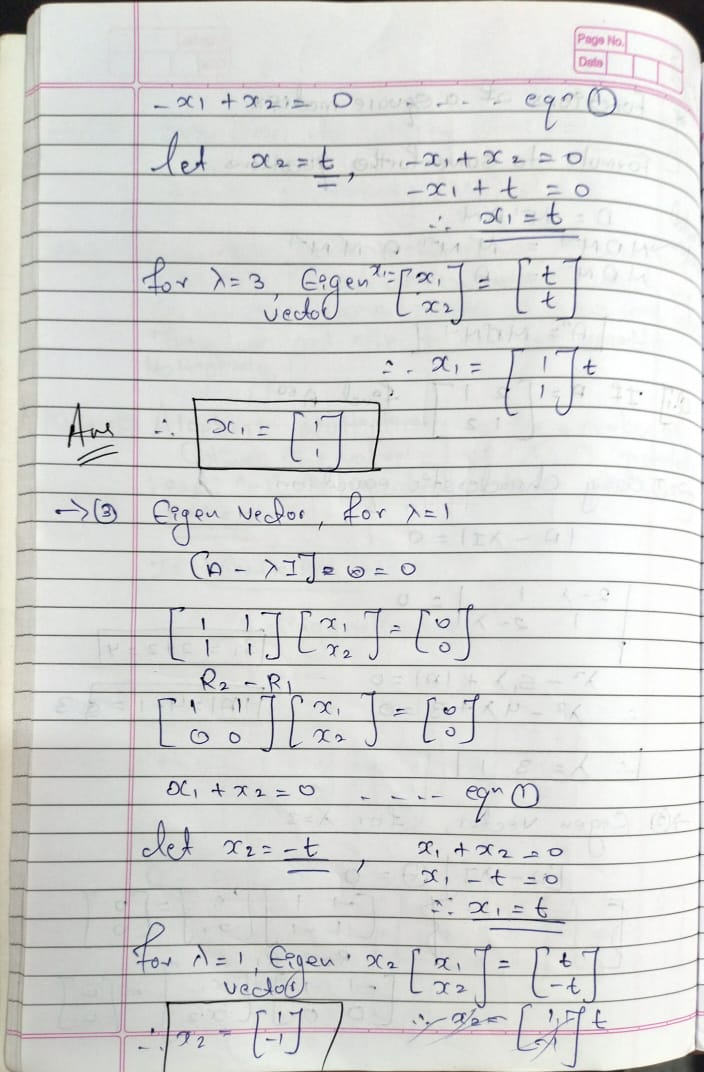 Page No.
Date
-x1 + x2 = 0 ... eqn ①
let x2 = t, -x1 + x2 = 0
-x1 + t = 0
∴ x1 = t
for λ = 3, Eigen vector x1 = [x1 x2] = [t t]
∴ x1 = [1 1] t
Ans ∴ x1 = [1 1]
→ ③ Eigen vector, for λ = 1
[A - λI] = 0 = 0
[1 1 1 1] [x1 x2] = [0 0]
R2 - R1
[1 1 0 0] [x1 x2] = [0 0]
x1 + x2 = 0 ---- eqn ①
let x2 = -t, x1 + x2 = 0
x1 - t = 0
∴ x1 = t
for λ = 1, Eigen vector x2 [x1 x2] = [t -t]
∴ x2 = [1 -1] ∴ x2 = [1 1] t